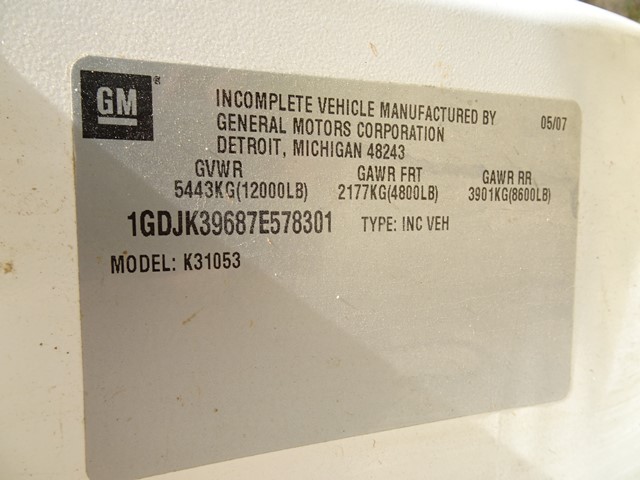 GM ®
INCOMPLETE VEHICLE MANUFACTURED BY 05/07
GENERAL MOTORS CORPORATION
DETROIT, MICHIGAN 48243
GVWR GAWR FRT GAWR RR
5443KG(12000LB) 2177KG(4800LB) 3901KG(8600LB)
1GDJK39687E578301 TYPE: INC VEH
MODEL: K31053